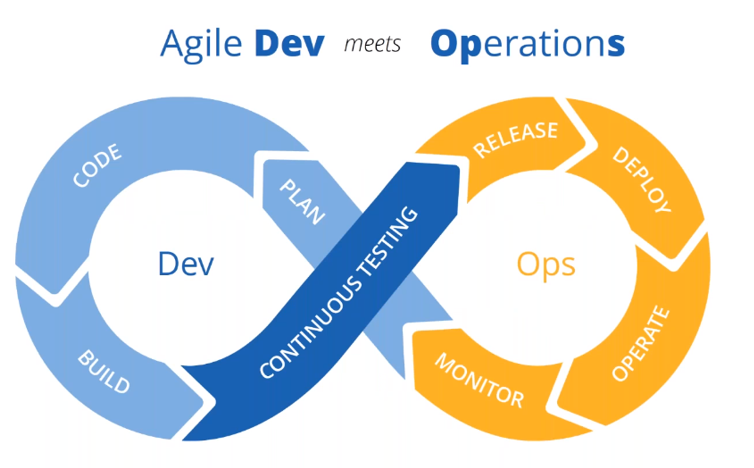 Agile Dev meets Operations
CODE
PLAN
Dev
BUILD
CONTINUOUS TESTING
RELEASE
DEPLOY
Ops
OPERATE
MONITOR